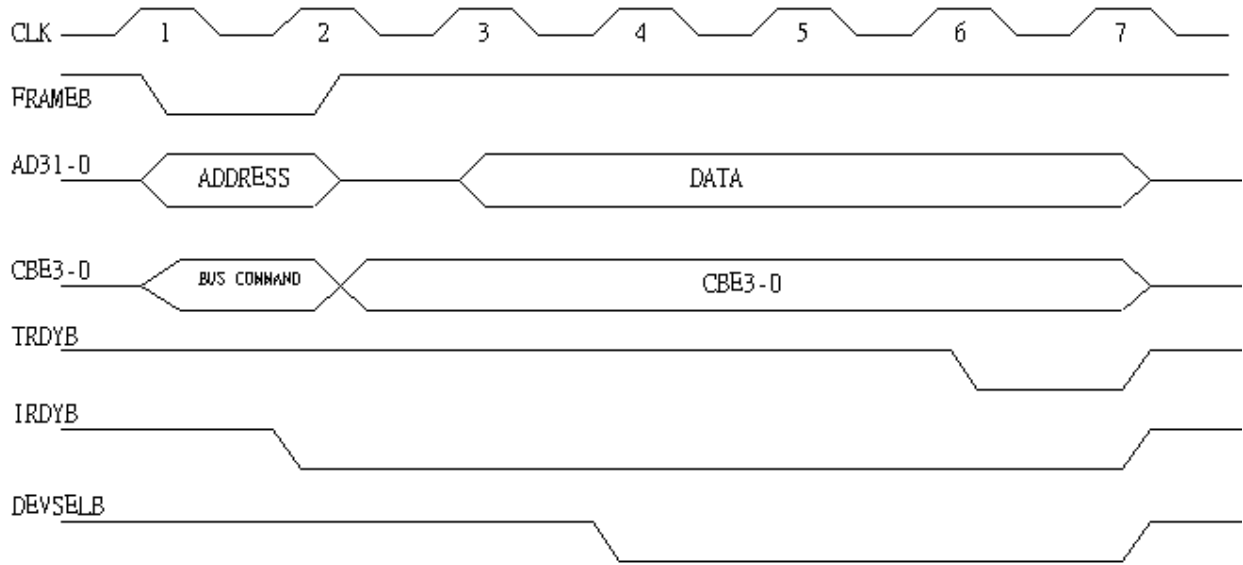 CLK 1 2 3 4 5 6 7
FRAMEB
AD31-0 ADDRESS DATA
CBE3-0 BUS COMMAND CBE3-0
TRDYB
IRDYB
DEVSELB